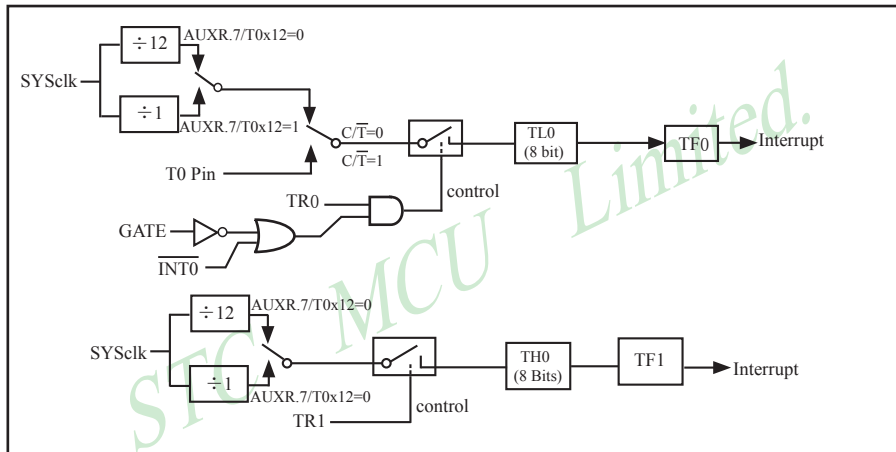 ÷12
AUXR.7/T0x12=0
SYSclk
÷1
AUXR.7/T0x12=1
C/T̅=0
C/T̅=1
T0 Pin
TL0
(8 bit)
TF0
Interrupt
control
TR0
GATE
I̅N̅T̅0̅
÷12
AUXR.7/T0x12=0
SYSclk
÷1
AUXR.7/T0x12=0
TH0
(8 Bits)
TF1
Interrupt
control
TR1
STC MCU Limited.